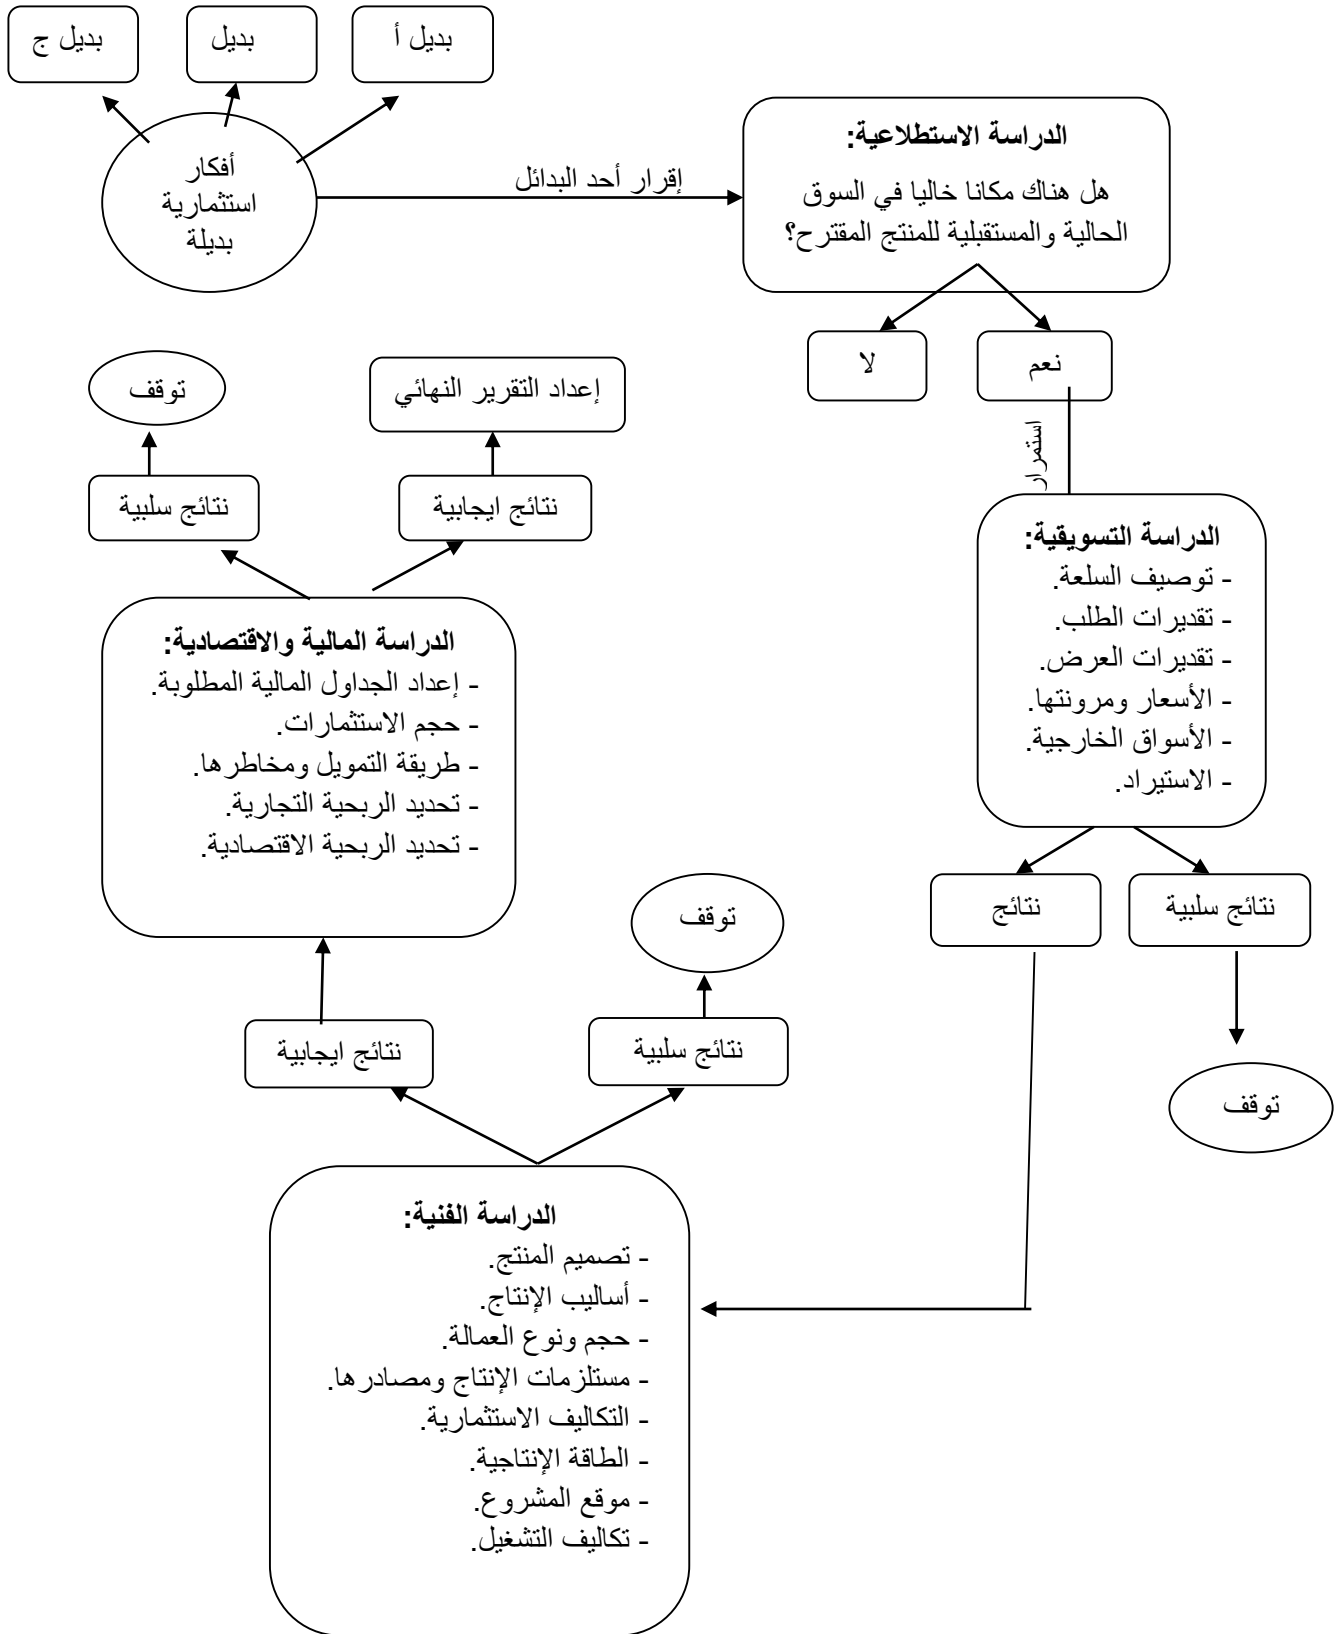 بديل أ
بديل
بديل ج
أفكار
استثمارية
بديلة
إقرار أحد البدائل
الدراسة الاستطلاعية:
هل هناك مكانا خاليا في السوق
الحالية والمستقبلية للمنتج المقترح؟
نعم
لا
استمرار
الدراسة التسويقية:
- توصيف السلعة.
- تقديرات الطلب.
- تقديرات العرض.
- الأسعار ومرونتها.
- الأسواق الخارجية.
- الاستيراد.
نتائج سلبية
نتائج
توقف
الدراسة الفنية:
- تصميم المنتج.
- أساليب الإنتاج.
- حجم ونوع العمالة.
- مستلزمات الإنتاج ومصادرها.
- التكاليف الاستثمارية.
- الطاقة الإنتاجية.
- موقع المشروع.
- تكاليف التشغيل.
نتائج سلبية
توقف
نتائج ايجابية
الدراسة المالية والاقتصادية:
- إعداد الجداول المالية المطلوبة.
- حجم الاستثمارات.
- طريقة التمويل ومخاطرها.
- تحديد الربحية التجارية.
- تحديد الربحية الاقتصادية.
نتائج ايجابية
إعداد التقرير النهائي
نتائج سلبية
توقف